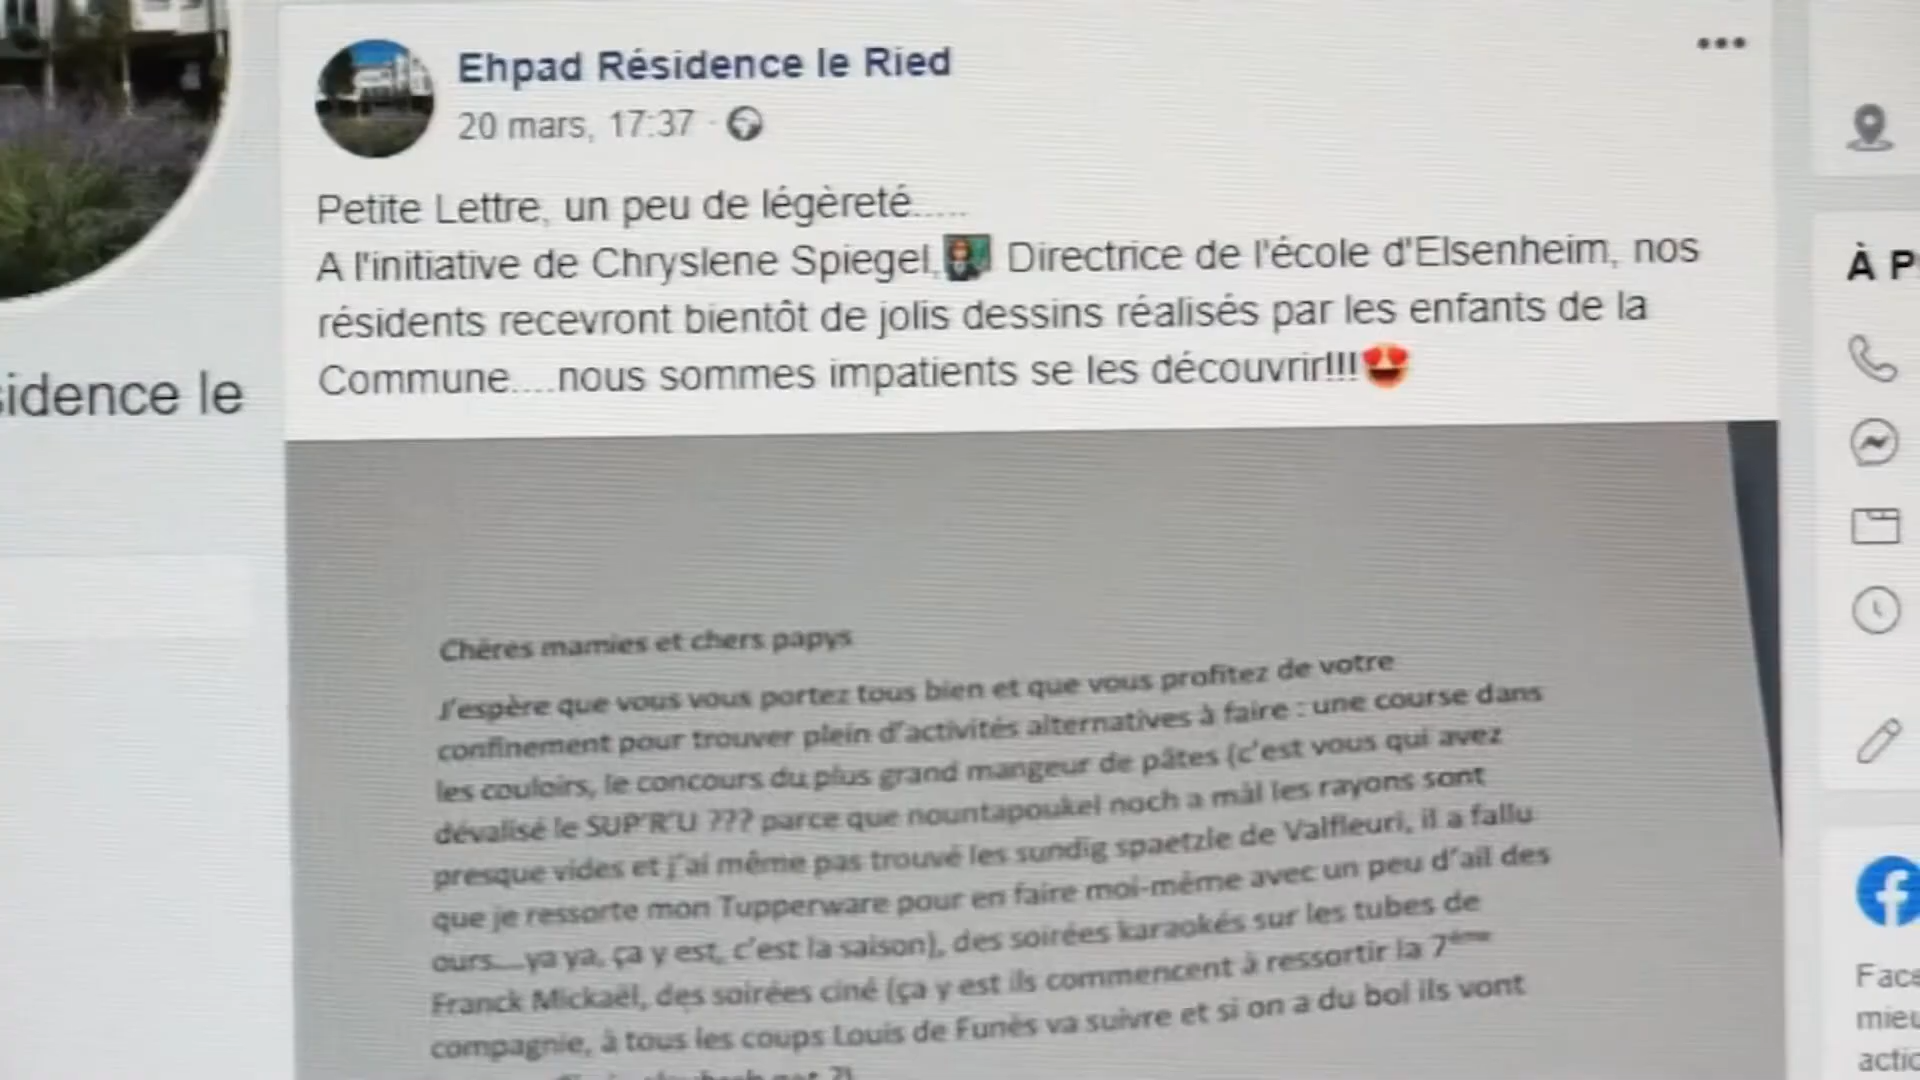 Ehpad Résidence le Ried
20 mars, 17:37
Petite Lettre, un peu de légèreté.....
A l'initiative de Chryslene Spiegel, Directrice de l'école d'Elsenheim, nos
résidents recevront bientôt de jolis dessins réalisés par les enfants de la
Commune....nous sommes impatients se les découvrir!!!
idence le
Chères mamies et chers papys
J'espère que vous vous portez tous bien et que vous profitez de votre
confinement pour trouver plein d'activités alternatives à faire : une course dans
les couloirs, le concours du plus grand mangeur de pâtes (c'est vous qui avez
dévalisé le SUP'R'U ??? parce que nountapoukel noch a màl les rayons sont
presque vides et j'ai même pas trouvé les sundig spaetzle de Valfleuri, il a fallu
que je ressorte mon Tupperware pour en faire moi-même avec un peu d'ail des
ours....ya ya, ça y est, c'est la saison), des soirées karaokés sur les tubes de
Franck Mickaël, des soirées ciné (ça y est ils commencent à ressortir la 7ème
compagnie, à tous les coups Louis de Funès va suivre et si on a du bol ils vont
À P
Face
mieu
actio